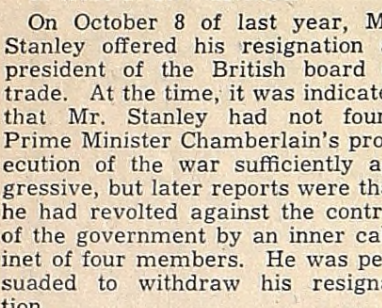 On October 8 of last year, M
Stanley offered his resignation
president of the British board
trade. At the time, it was indicate
that Mr. Stanley had not four
Prime Minister Chamberlain's pro
ecution of the war sufficiently a
gressive, but later reports were tha
he had revolted against the contr
of the government by an inner ca
inet of four members. He was pe
suaded to withdraw his resign
tion